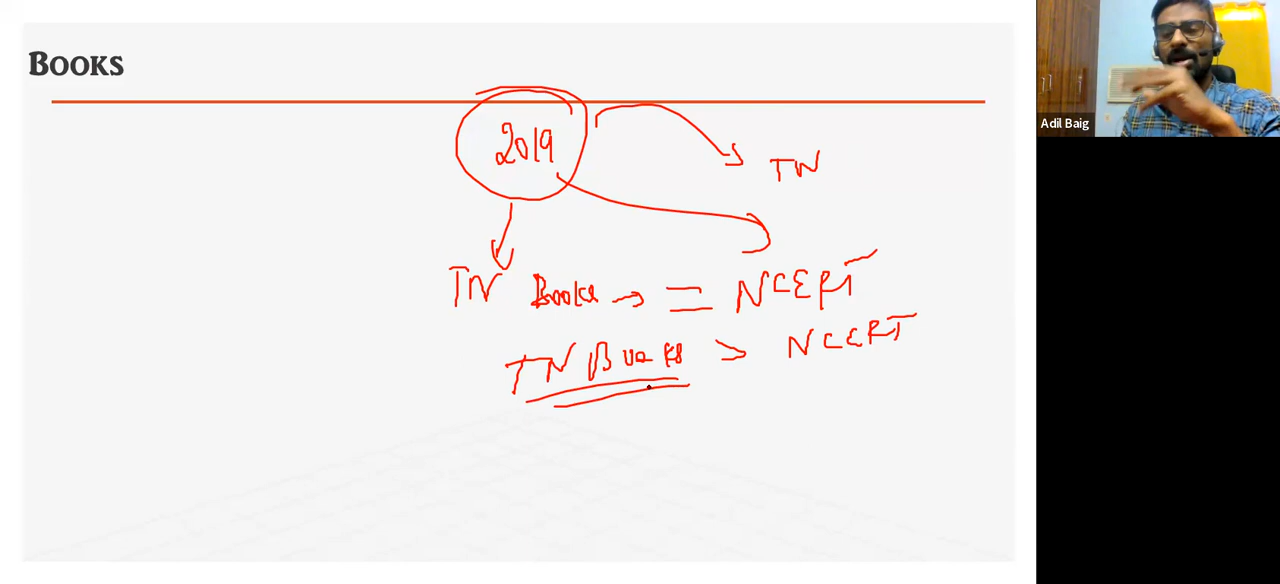 BOOKS
Adil Baig
2019
TN
TN Books → = NCERT
TN Books > NCERT